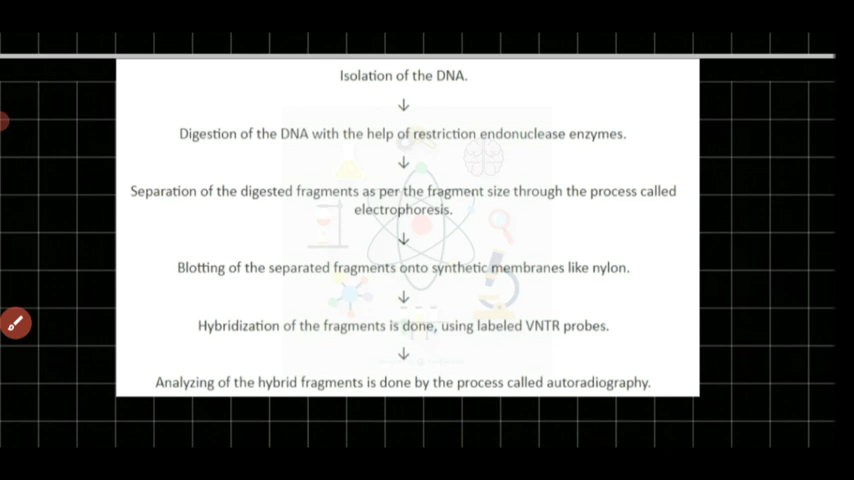 Isolation of the DNA.
↓
Digestion of the DNA with the help of restriction endonuclease enzymes.
↓
Separation of the digested fragments as per the fragment size through the process called
electrophoresis.
↓
Blotting of the separated fragments onto synthetic membranes like nylon.
↓
Hybridization of the fragments is done, using labeled VNTR probes.
↓
Analyzing of the hybrid fragments is done by the process called autoradiography.